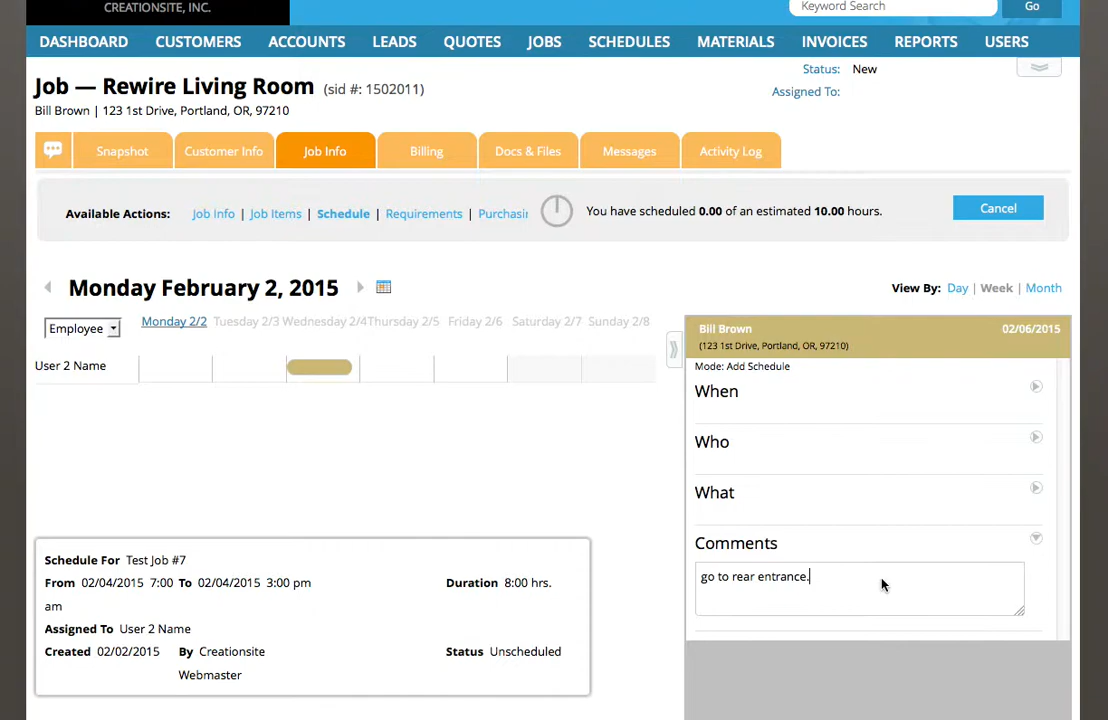 CREATIONSITE, INC.
Keyword Search
Go
DASHBOARD CUSTOMERS ACCOUNTS LEADS QUOTES JOBS SCHEDULES MATERIALS INVOICES REPORTS USERS
Job — Rewire Living Room (sid #: 1502011)
Status: New
Assigned To:
Bill Brown | 123 1st Drive, Portland, OR, 97210
Snapshot Customer Info Job Info Billing Docs & Files Messages Activity Log
Available Actions: Job Info | Job Items | Schedule | Requirements | Purchasin
You have scheduled 0.00 of an estimated 10.00 hours.
Cancel
Monday February 2, 2015
View By: Day | Week | Month
Employee
Monday 2/2 Tuesday 2/3 Wednesday 2/4 Thursday 2/5 Friday 2/6 Saturday 2/7 Sunday 2/8
User 2 Name
Bill Brown 02/06/2015
(123 1st Drive, Portland, OR, 97210)
Mode: Add Schedule
When
Who
What
Comments
go to rear entrance.
Schedule For Test Job #7
From 02/04/2015 7:00 To 02/04/2015 3:00 pm Duration 8:00 hrs.
am
Assigned To User 2 Name
Created 02/02/2015 By Creationsite Status Unscheduled
Webmaster